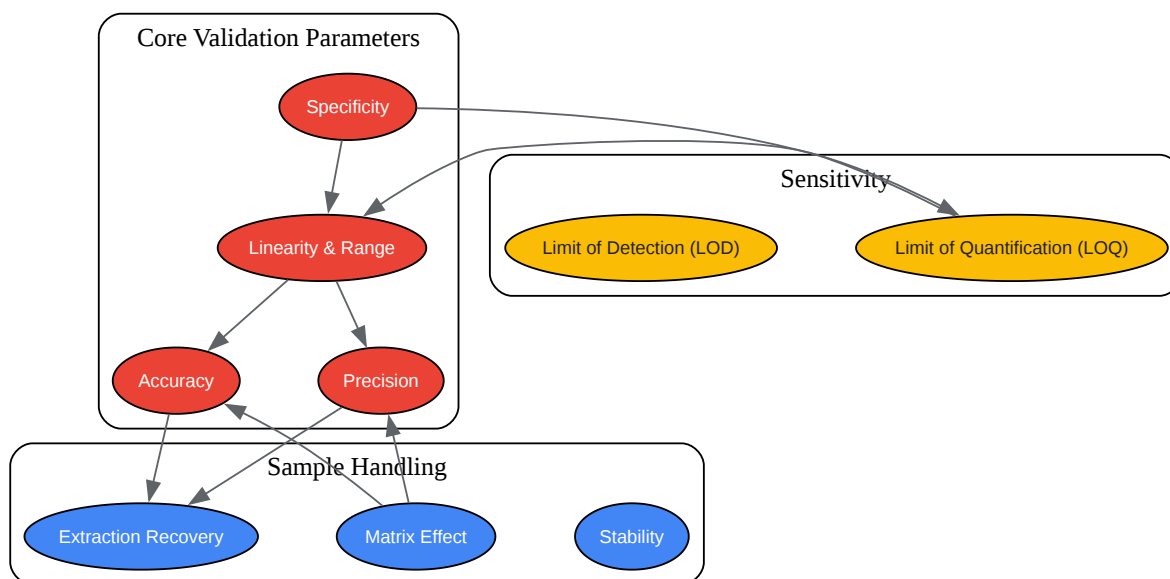 Core Validation Parameters
Specificity
Sensitivity
Linearity & Range
Limit of Detection (LOD)
Limit of Quantification (LOQ)
Accuracy
Precision
Sample Handling
Extraction Recovery
Matrix Effect
Stability